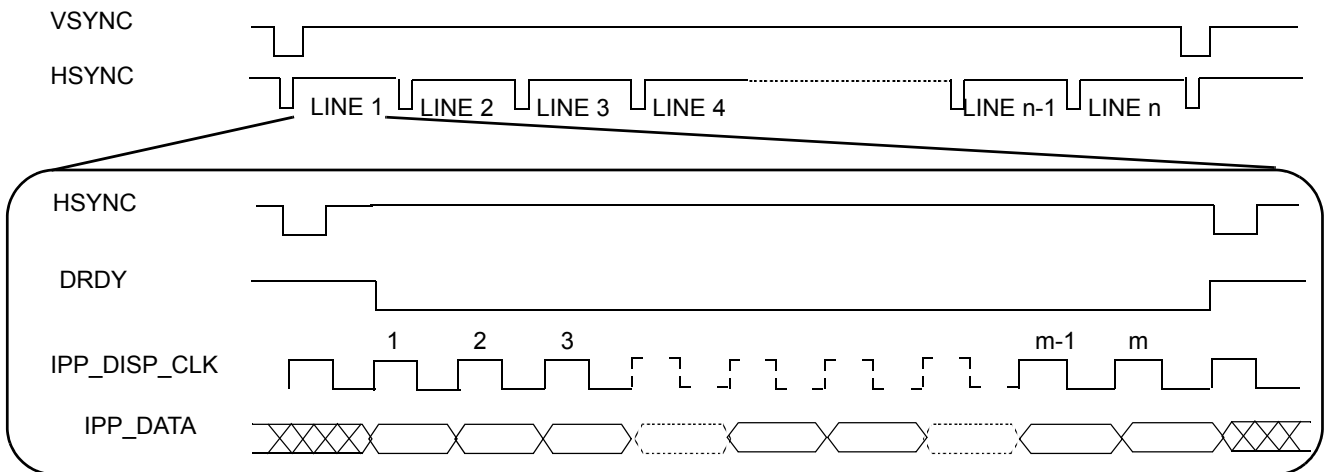 VSYNC
HSYNC
LINE 1 LINE 2 LINE 3 LINE 4 LINE n-1 LINE n
HSYNC
DRDY
1 2 3 m-1 m
IPP_DISP_CLK
IPP_DATA